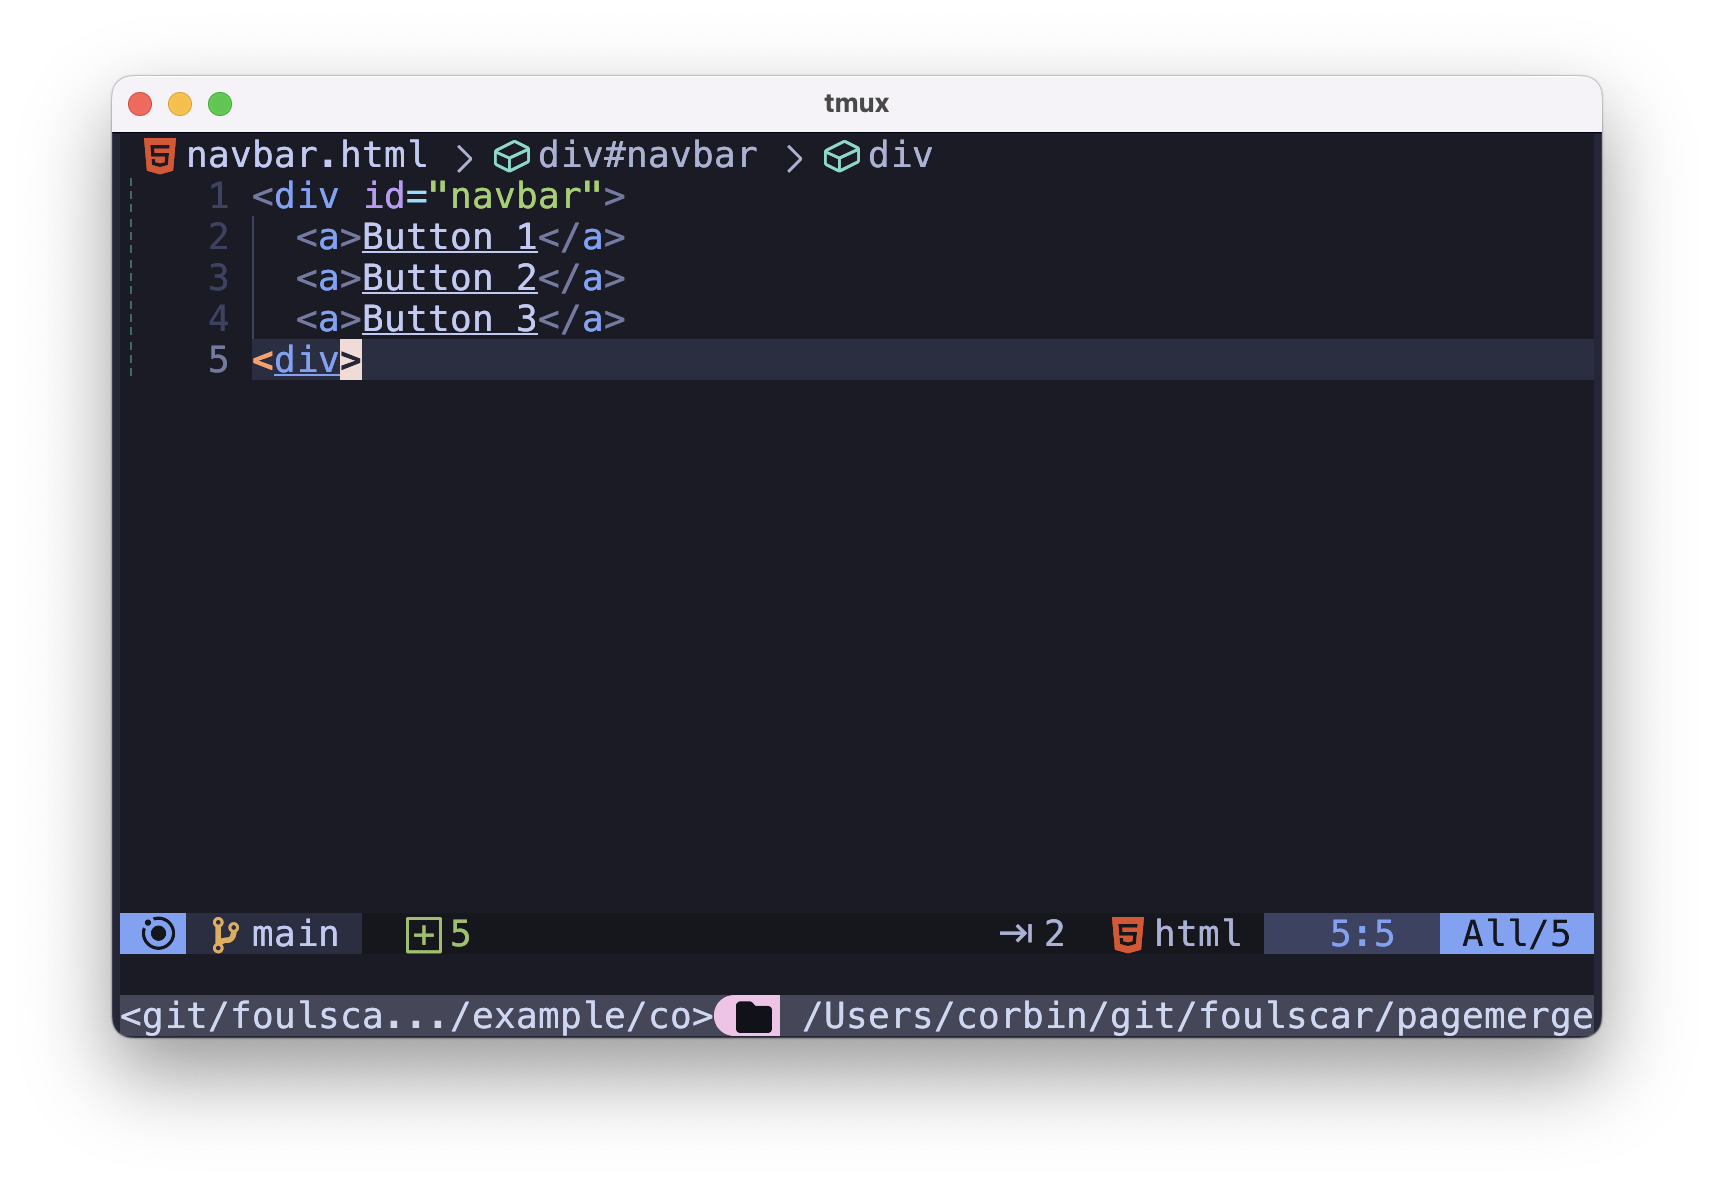 tmux
navbar.html > div#navbar > div
1 <div id="navbar">
2   <a>Button 1</a>
3   <a>Button 2</a>
4   <a>Button 3</a>
5 <div>
main 5 2 html 5:5 All/5
<git/foulsca.../example/co> /Users/corbin/git/foulscar/pagemerge